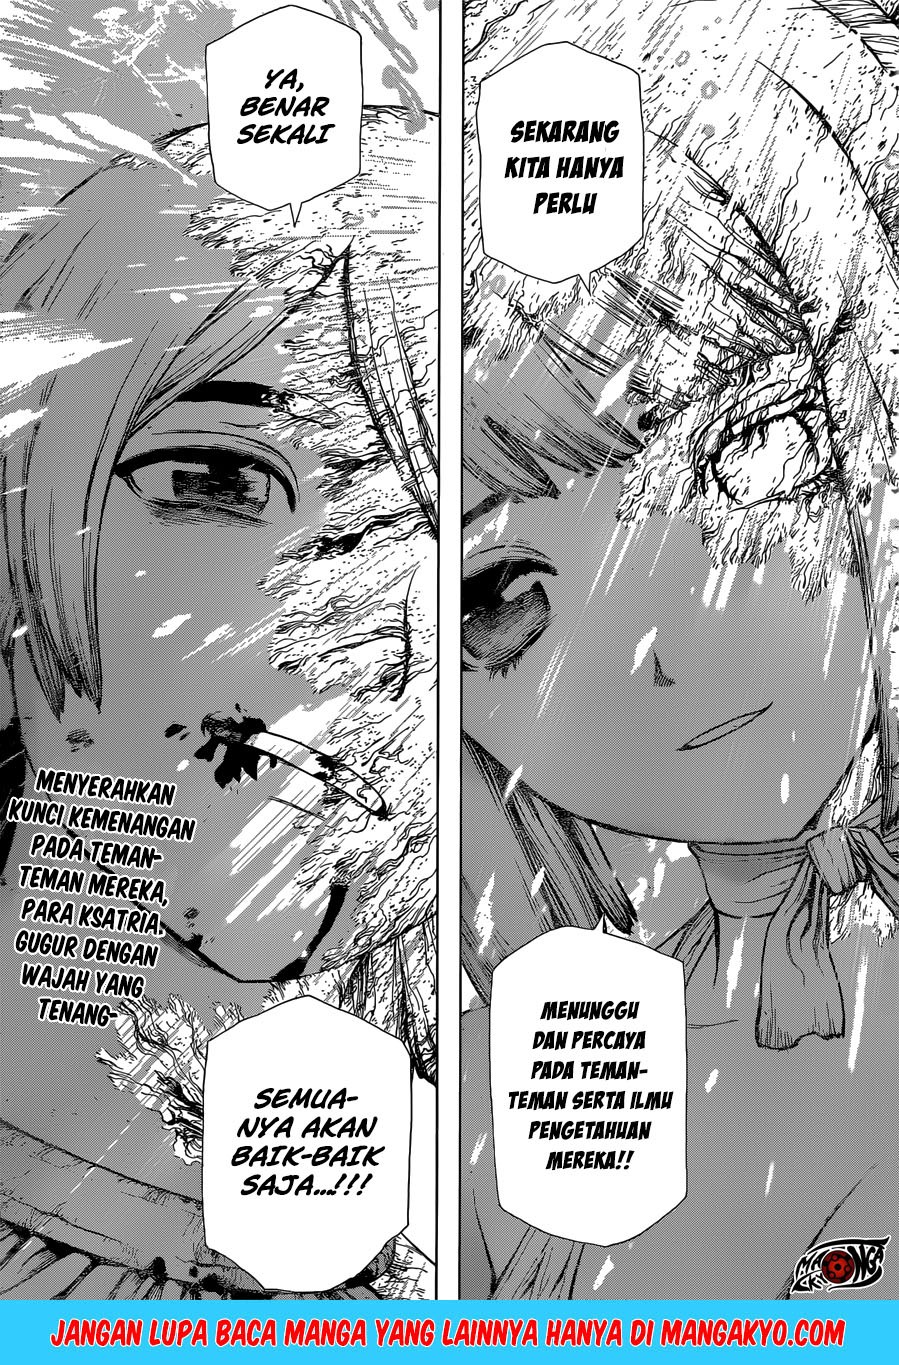 SEKARANG
KITA HANYA
PERLU
MENUNGGU
DAN PERCAYA
PADA TEMAN-
TEMAN SERTA ILMU
PENGETAHUAN
MEREKA!!
YA,
BENAR
SEKALI
SEMUA-
NYA AKAN
BAIK-BAIK
SAJA...!!!
MENYERAHKAN
KUNCI KEMENANGAN
PADA TEMAN-
TEMAN MEREKA,
PARA KSATRIA
GUGUR DENGAN
WAJAH YANG
TENANG-
JANGAN LUPA BACA MANGA YANG LAINNYA HANYA DI MANGAKYO.COM